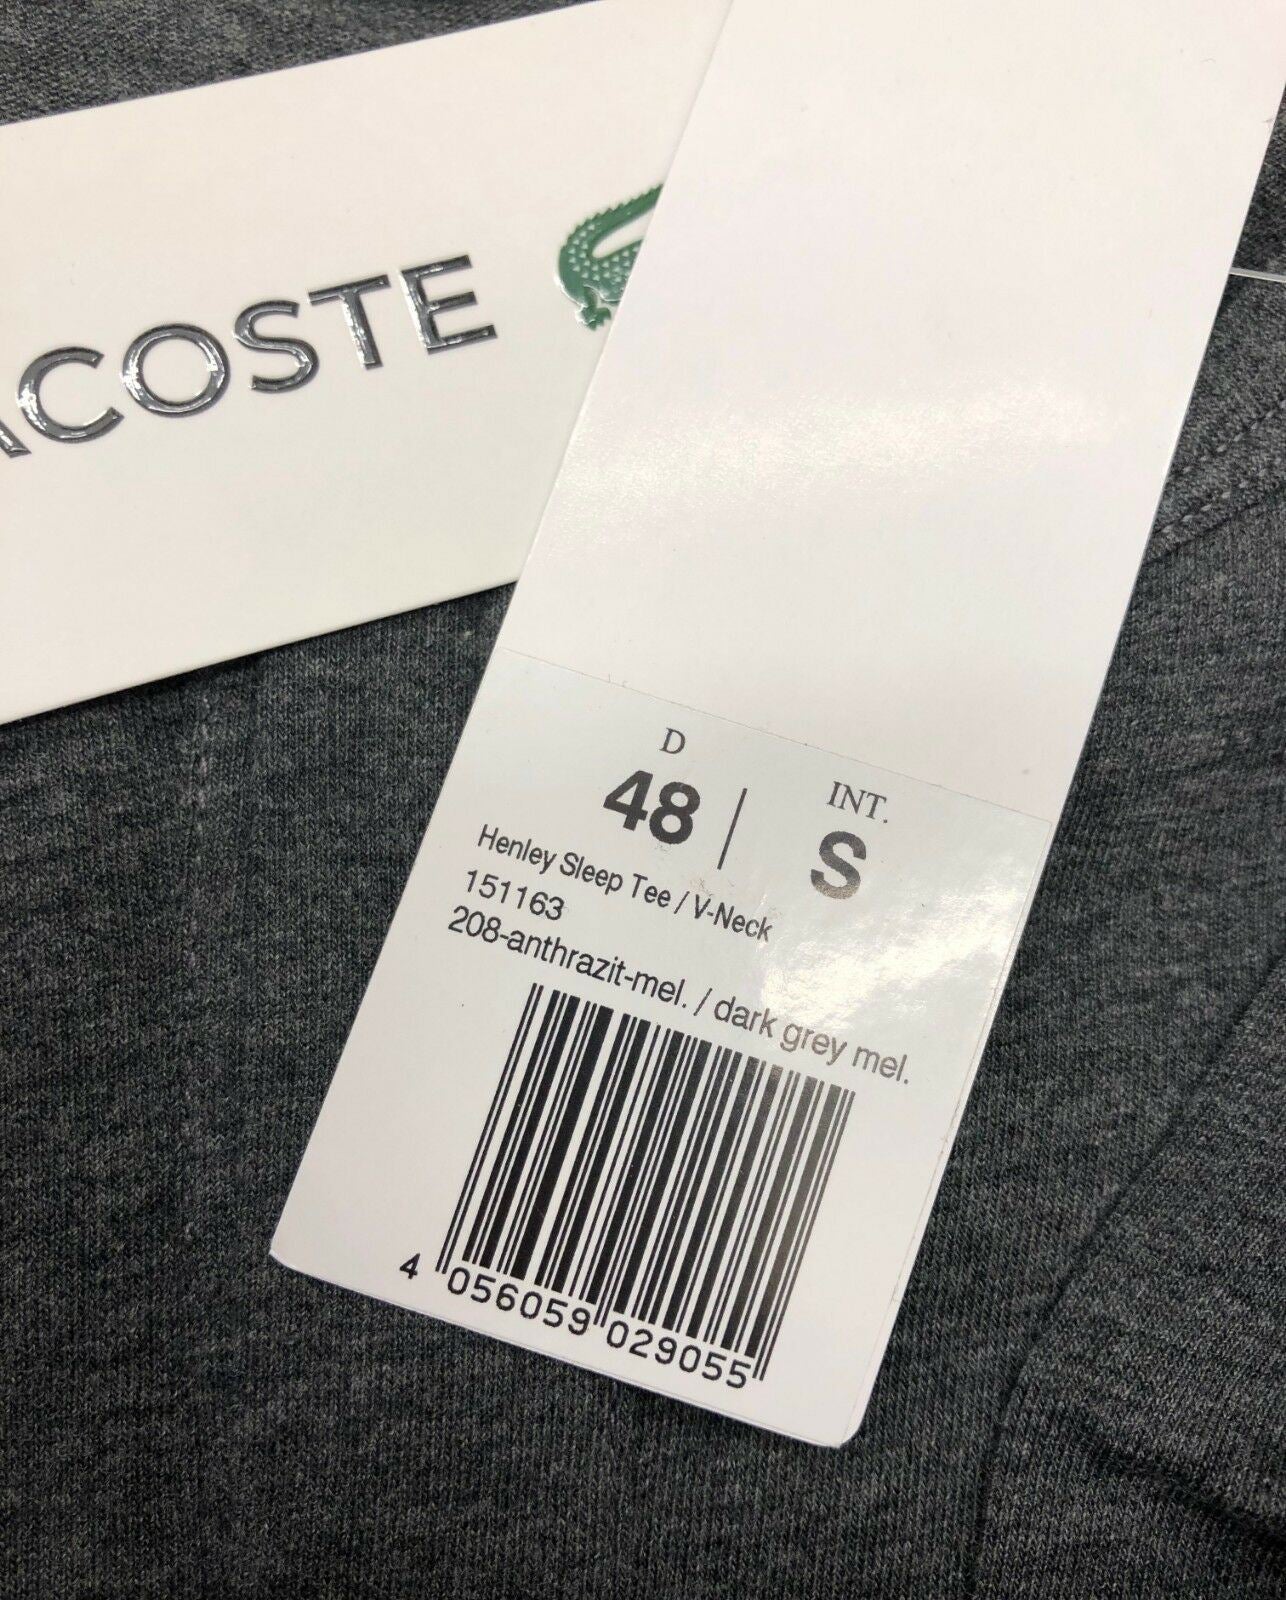 ACOSTE
D INT.
48 | S
Henley Sleep Tee / V-Neck
151163
208-anthrazit-mel. / dark grey mel.
4 056059 029055